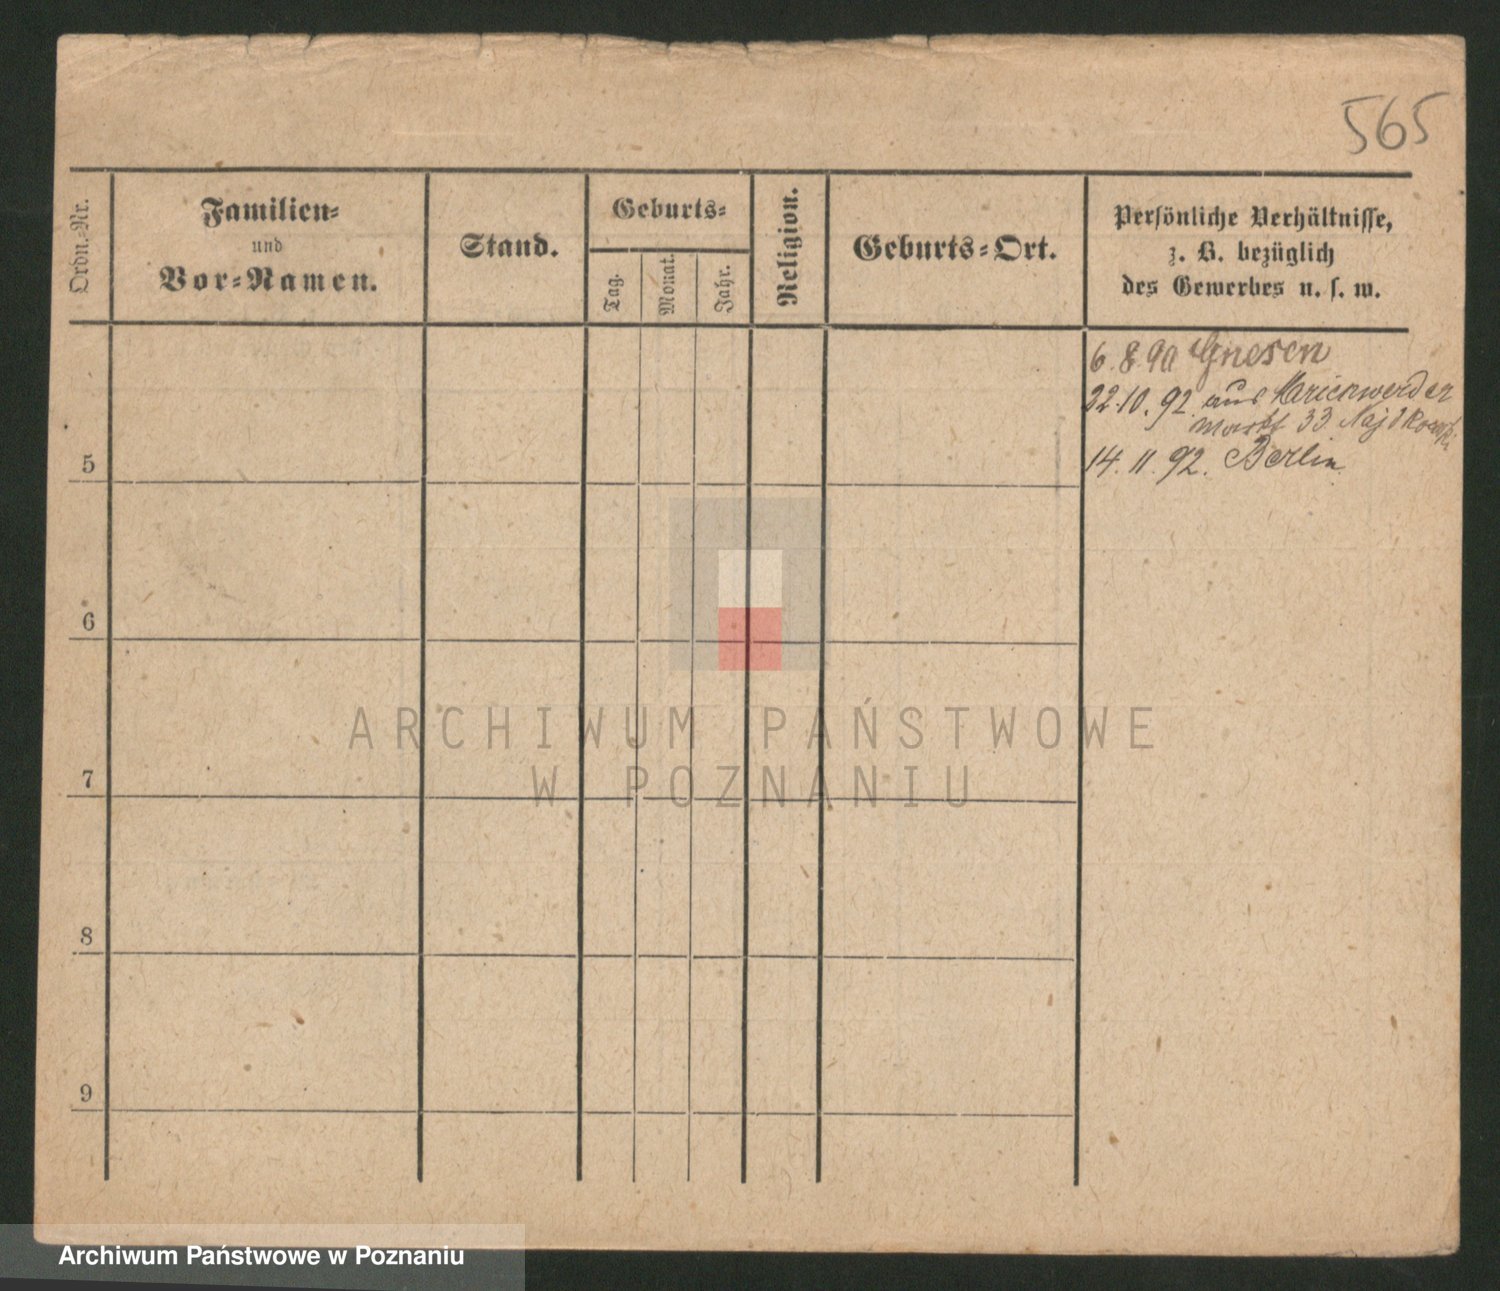 565
Ordn.-Nr.
Familien-
und
Vor-Namen.
Stand.
Geburts-
Tag.
Monat.
Jahr.
Religion.
Geburts-Ort.
Persönliche Verhältnisse,
z. B. bezüglich
des Gewerbes u. s. w.
6. 8. 90 Gnesen
22. 10. 92. aus Marienwerder
Markt 33
14. 11. 92. Berlin
5
6
7
8
9
ARCHIWUM PAŃSTWOWE
W POZNANIU
Archiwum Państwowe w Poznaniu